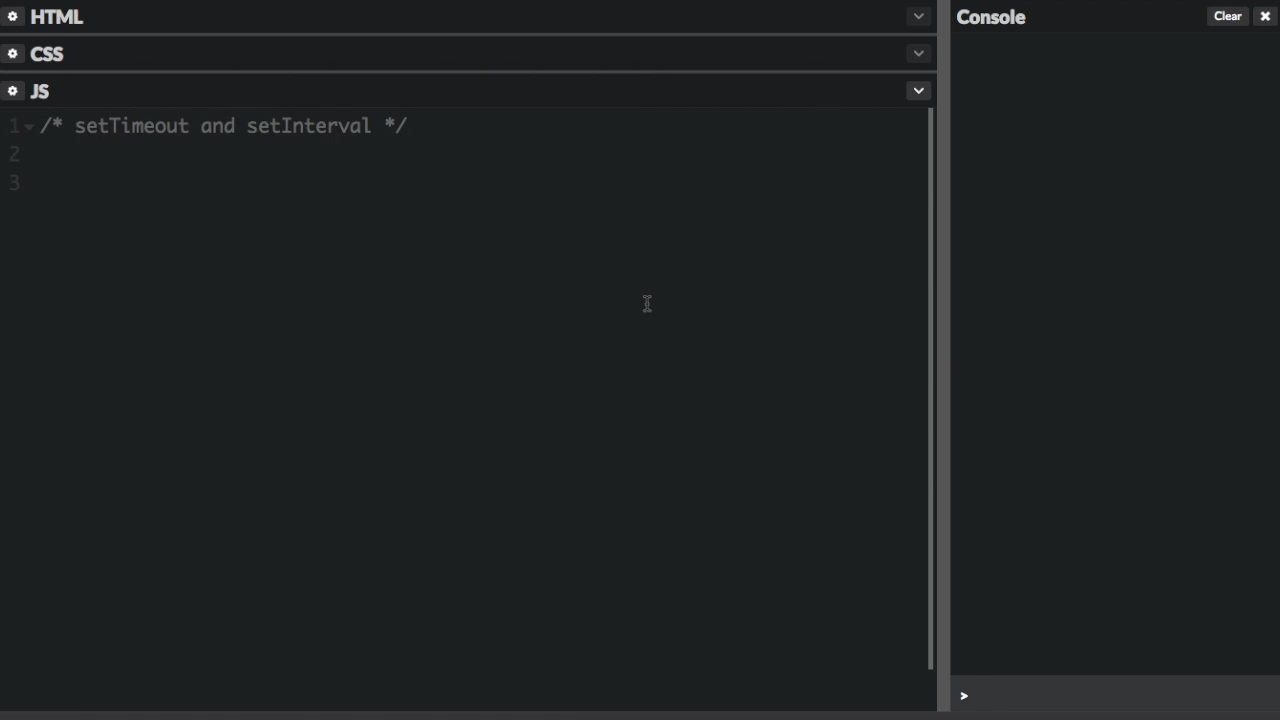 HTML
CSS
JS
1 /* setTimeout and setInterval */
2
3
Console
Clear
>